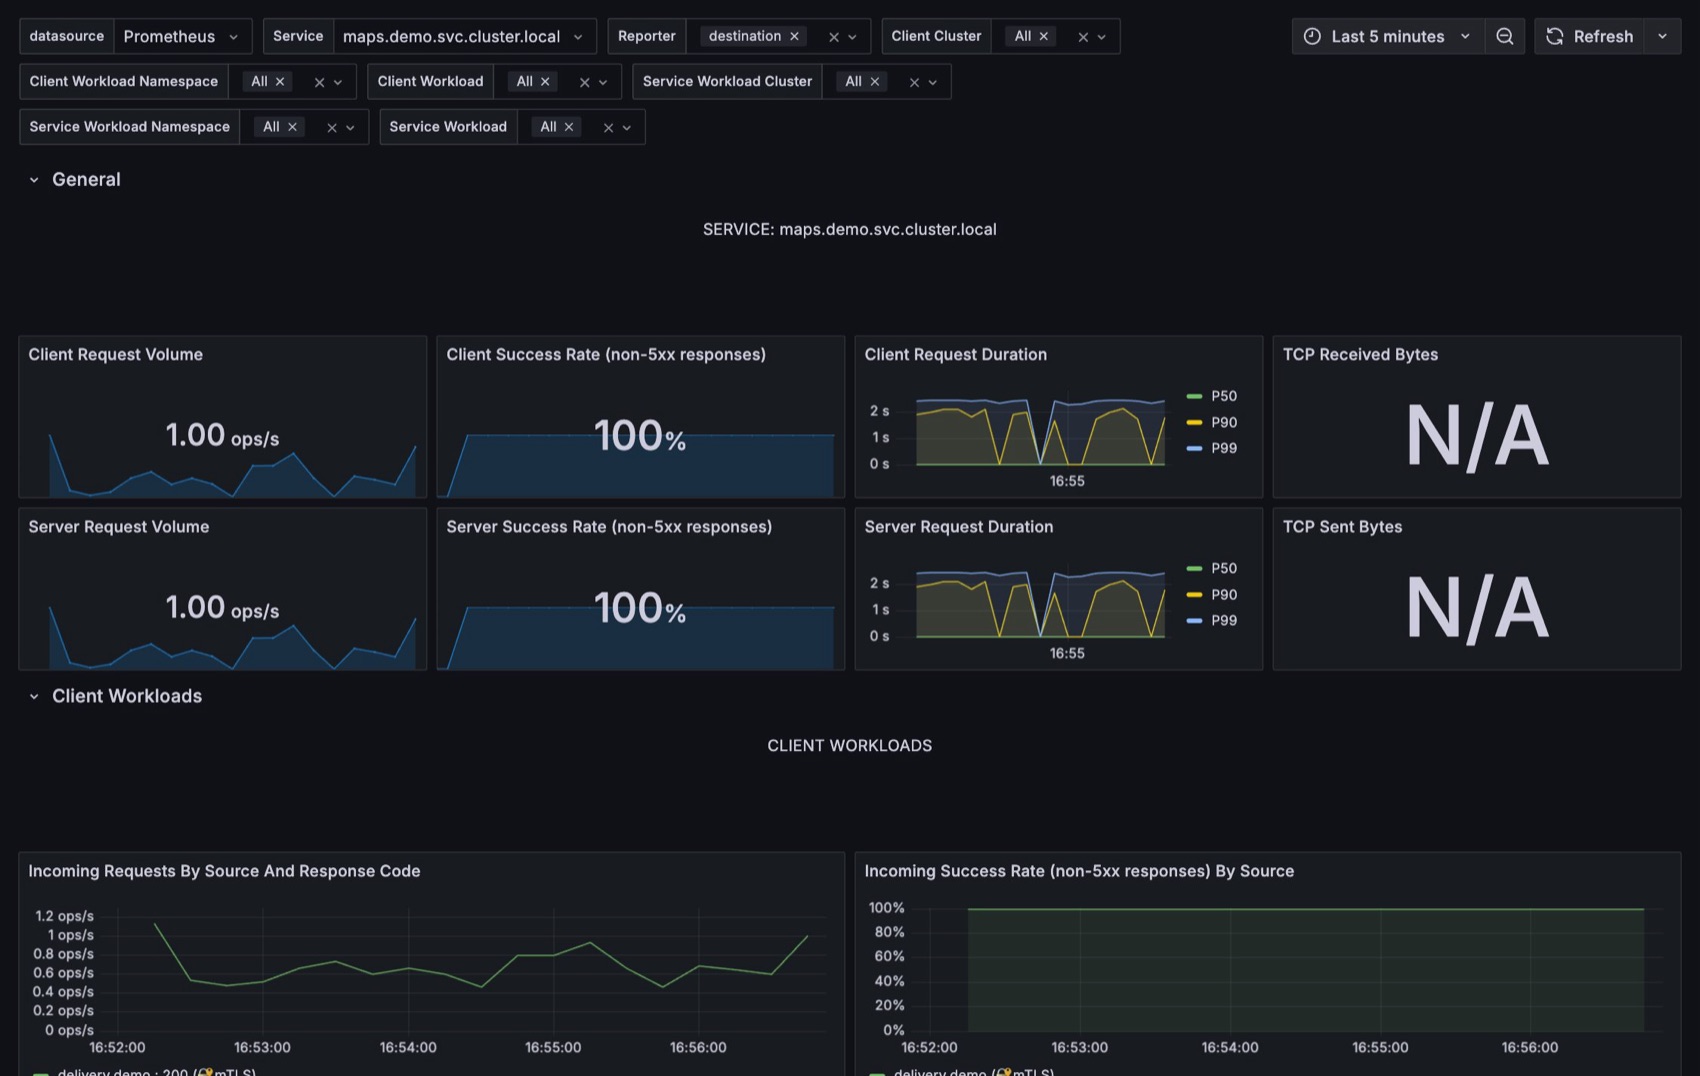 datasource Prometheus Service maps.demo.svc.cluster.local Reporter destination Client Cluster All Last 5 minutes Refresh
Client Workload Namespace All Client Workload All Service Workload Cluster All
Service Workload Namespace All Service Workload All
General
SERVICE: maps.demo.svc.cluster.local
Client Request Volume
1.00 ops/s
Client Success Rate (non-5xx responses)
100%
Client Request Duration
2 s
1 s
0 s
16:55
P50
P90
P99
TCP Received Bytes
N/A
Server Request Volume
1.00 ops/s
Server Success Rate (non-5xx responses)
100%
Server Request Duration
2 s
1 s
0 s
16:55
P50
P90
P99
TCP Sent Bytes
N/A
Client Workloads
CLIENT WORKLOADS
Incoming Requests By Source And Response Code
1.2 ops/s
1 ops/s
0.8 ops/s
0.6 ops/s
0.4 ops/s
0.2 ops/s
0 ops/s
16:52:00 16:53:00 16:54:00 16:55:00 16:56:00
delivery.demo : 200 (🔐mTLS)
Incoming Success Rate (non-5xx responses) By Source
100%
80%
60%
40%
20%
0%
16:52:00 16:53:00 16:54:00 16:55:00 16:56:00
delivery.demo (🔐mTLS)